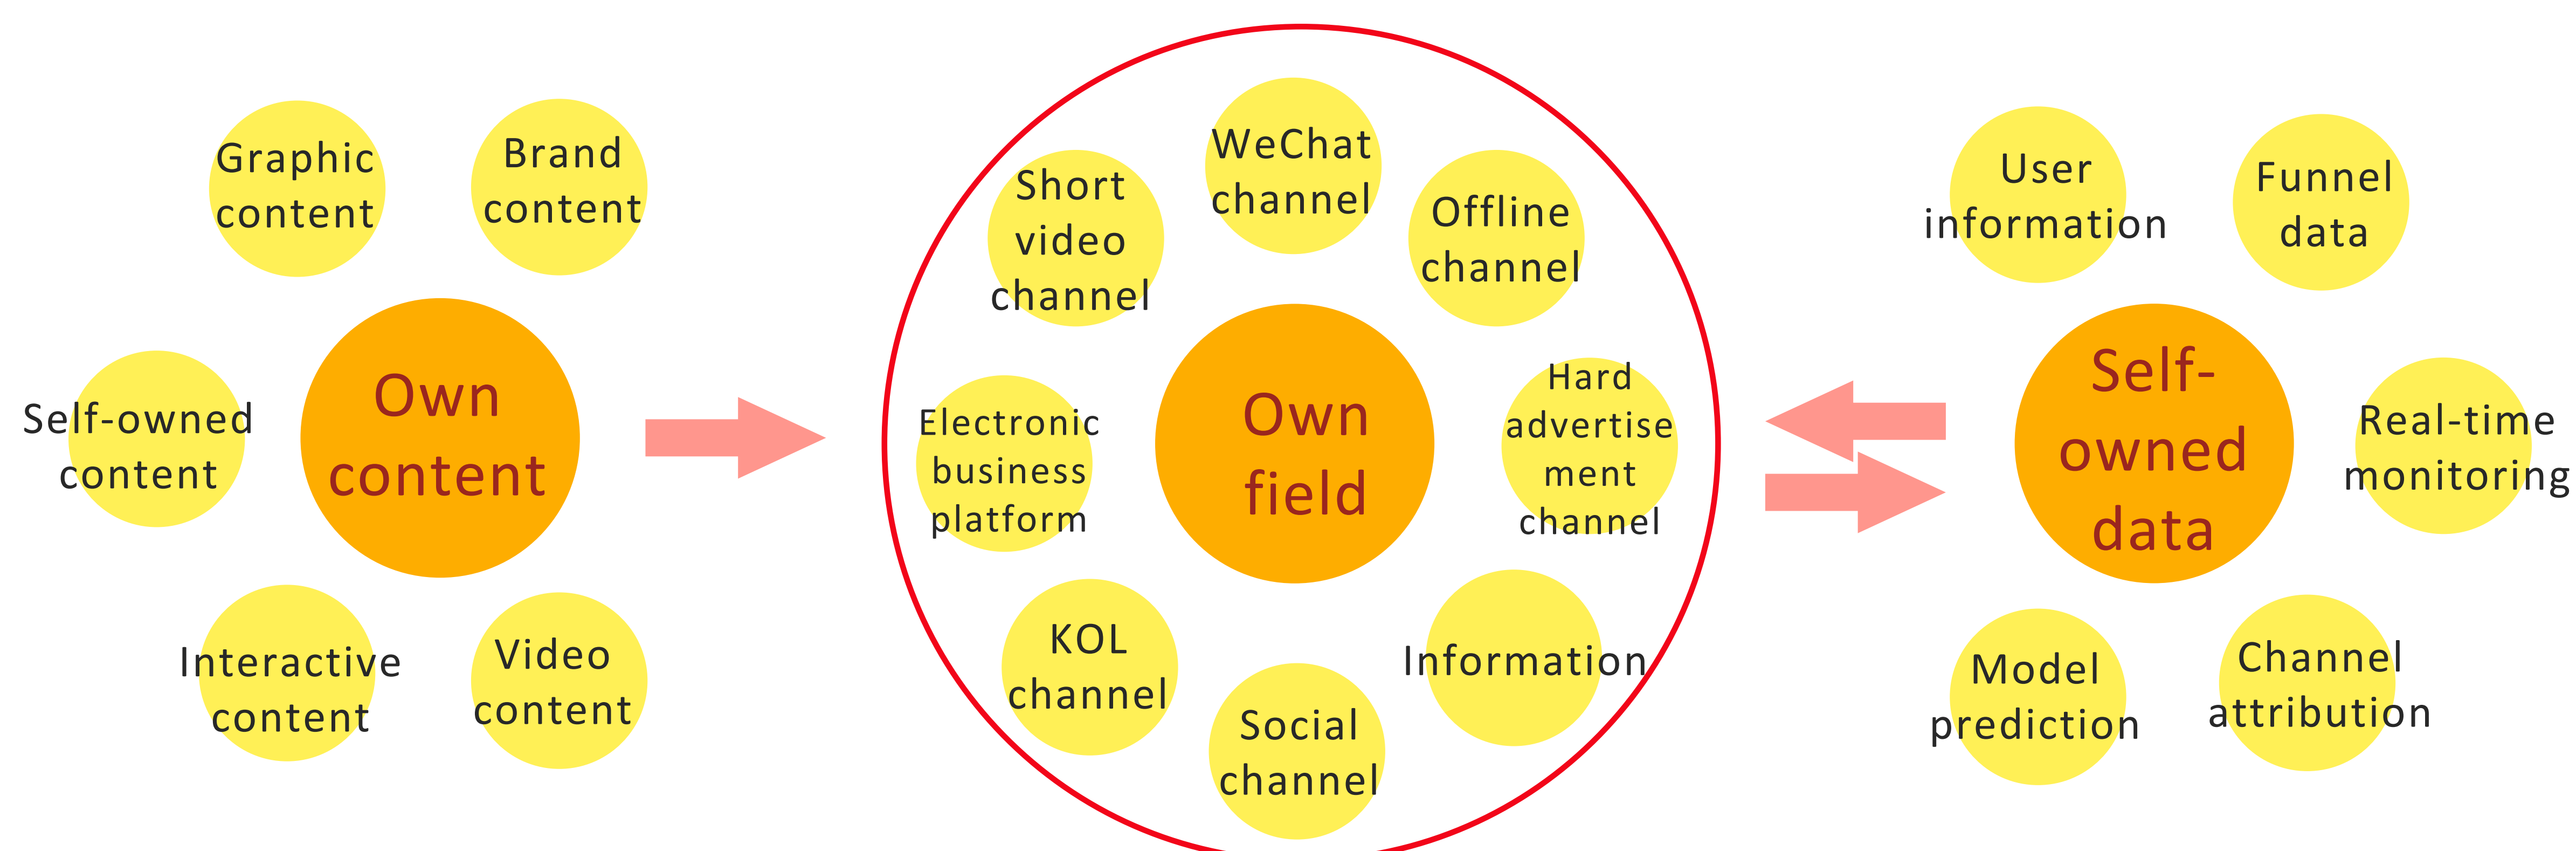 Graphic
content
Brand
content
Self-owned
content
Own
content
Interactive
content
Video
content
WeChat
channel
Short
video
channel
Offline
channel
Electronic
business
platform
Own
field
Hard
advertise
ment
channel
KOL
channel
Information
Social
channel
User
information
Funnel
data
Self-
owned
data
Real-time
monitoring
Model
prediction
Channel
attribution